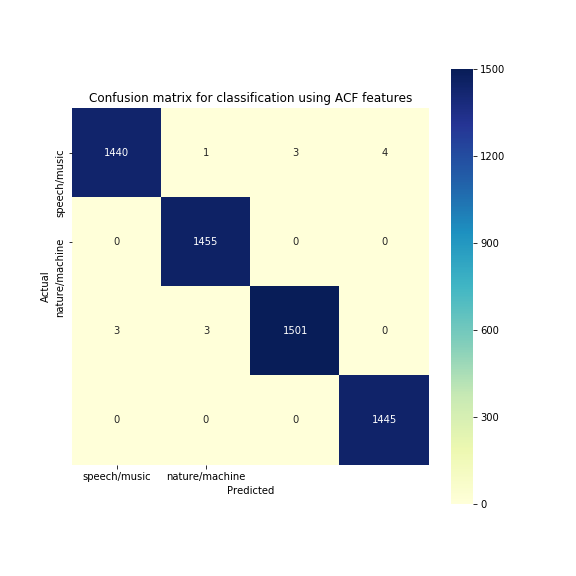 Confusion matrix for classification using ACF features
1440 1 3 4
0 1455 0 0
3 3 1501 0
0 0 0 1445
speech/music
nature/machine
Actual
speech/music nature/machine
Predicted
1500
1200
900
600
300
0